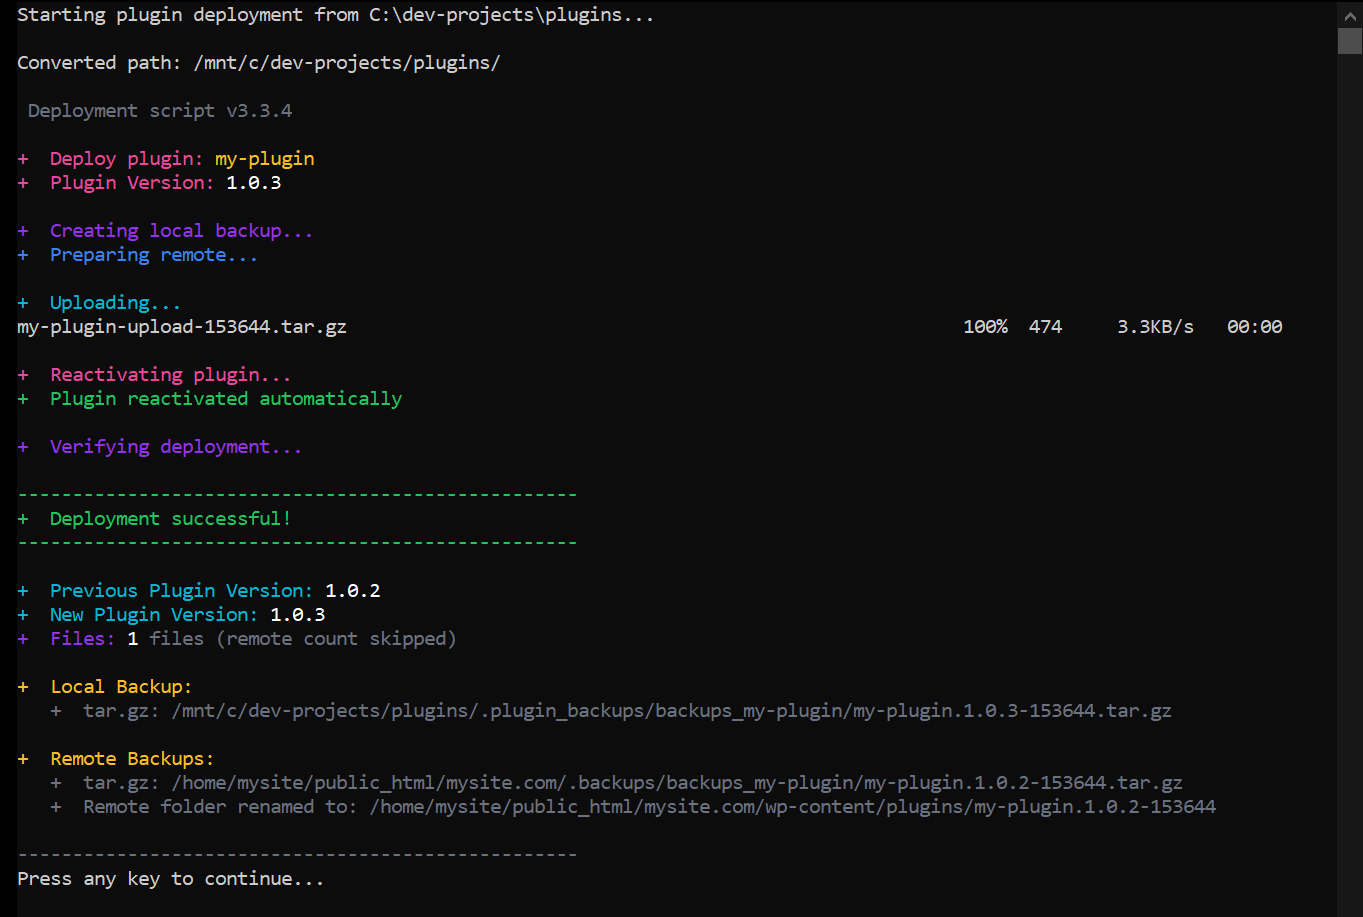 Starting plugin deployment from C:\dev-projects\plugins...
Converted path: /mnt/c/dev-projects/plugins/
Deployment script v3.3.4
+ Deploy plugin: my-plugin
+ Plugin Version: 1.0.3
+ Creating local backup...
+ Preparing remote...
+ Uploading...
my-plugin-upload-153644.tar.gz 100% 474 3.3KB/s 00:00
+ Reactivating plugin...
+ Plugin reactivated automatically
+ Verifying deployment...
---------------------------------------------------
+ Deployment successful!
---------------------------------------------------
+ Previous Plugin Version: 1.0.2
+ New Plugin Version: 1.0.3
+ Files: 1 files (remote count skipped)
+ Local Backup:
+ tar.gz: /mnt/c/dev-projects/plugins/.plugin_backups/backups_my-plugin/my-plugin.1.0.3-153644.tar.gz
+ Remote Backups:
+ tar.gz: /home/mysite/public_html/mysite.com/.backups/backups_my-plugin/my-plugin.1.0.2-153644.tar.gz
+ Remote folder renamed to: /home/mysite/public_html/mysite.com/wp-content/plugins/my-plugin.1.0.2-153644
---------------------------------------------------
Press any key to continue...